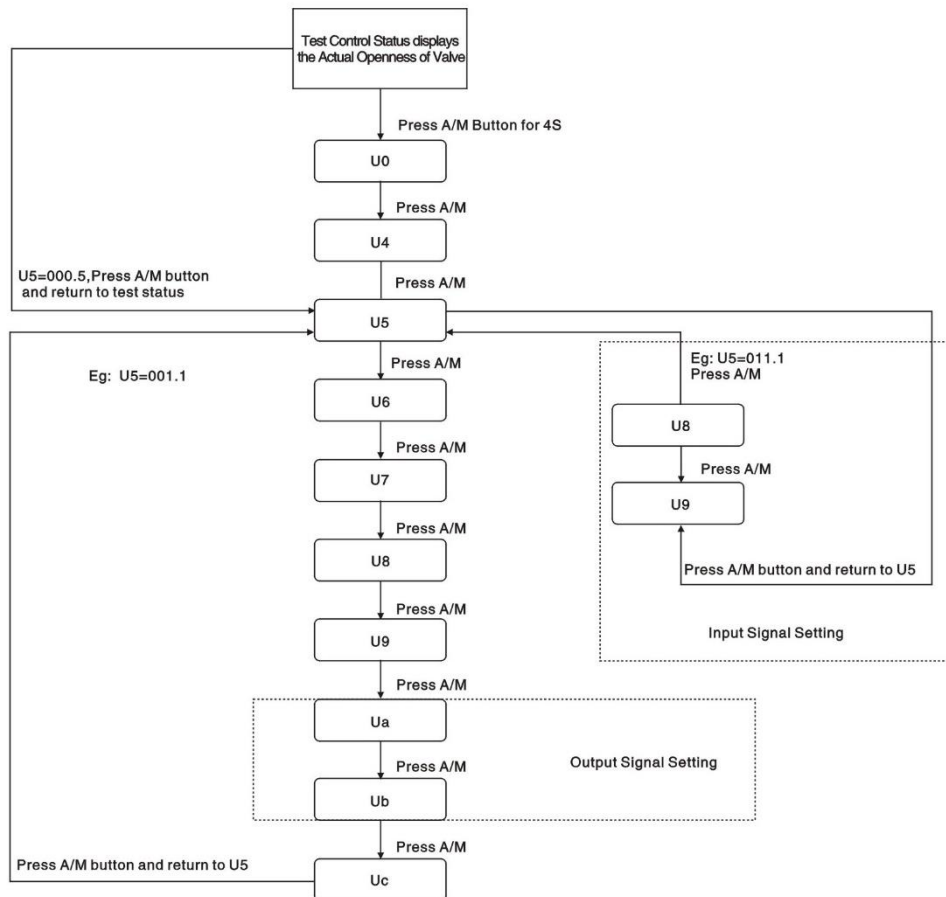 Test Control Status displays
the Actual Openness of Valve
Press A/M Button for 4S
U0
Press A/M
U4
U5=000.5,Press A/M button
and return to test status
Press A/M
U5
Eg: U5=001.1
Press A/M
Eg: U5=011.1
Press A/M
U6
U8
Press A/M
Press A/M
U7
U9
Press A/M
U8
Press A/M button and return to U5
Press A/M
U9
Input Signal Setting
Press A/M
Ua
Press A/M
Output Signal Setting
Ub
Press A/M
Press A/M button and return to U5
Uc